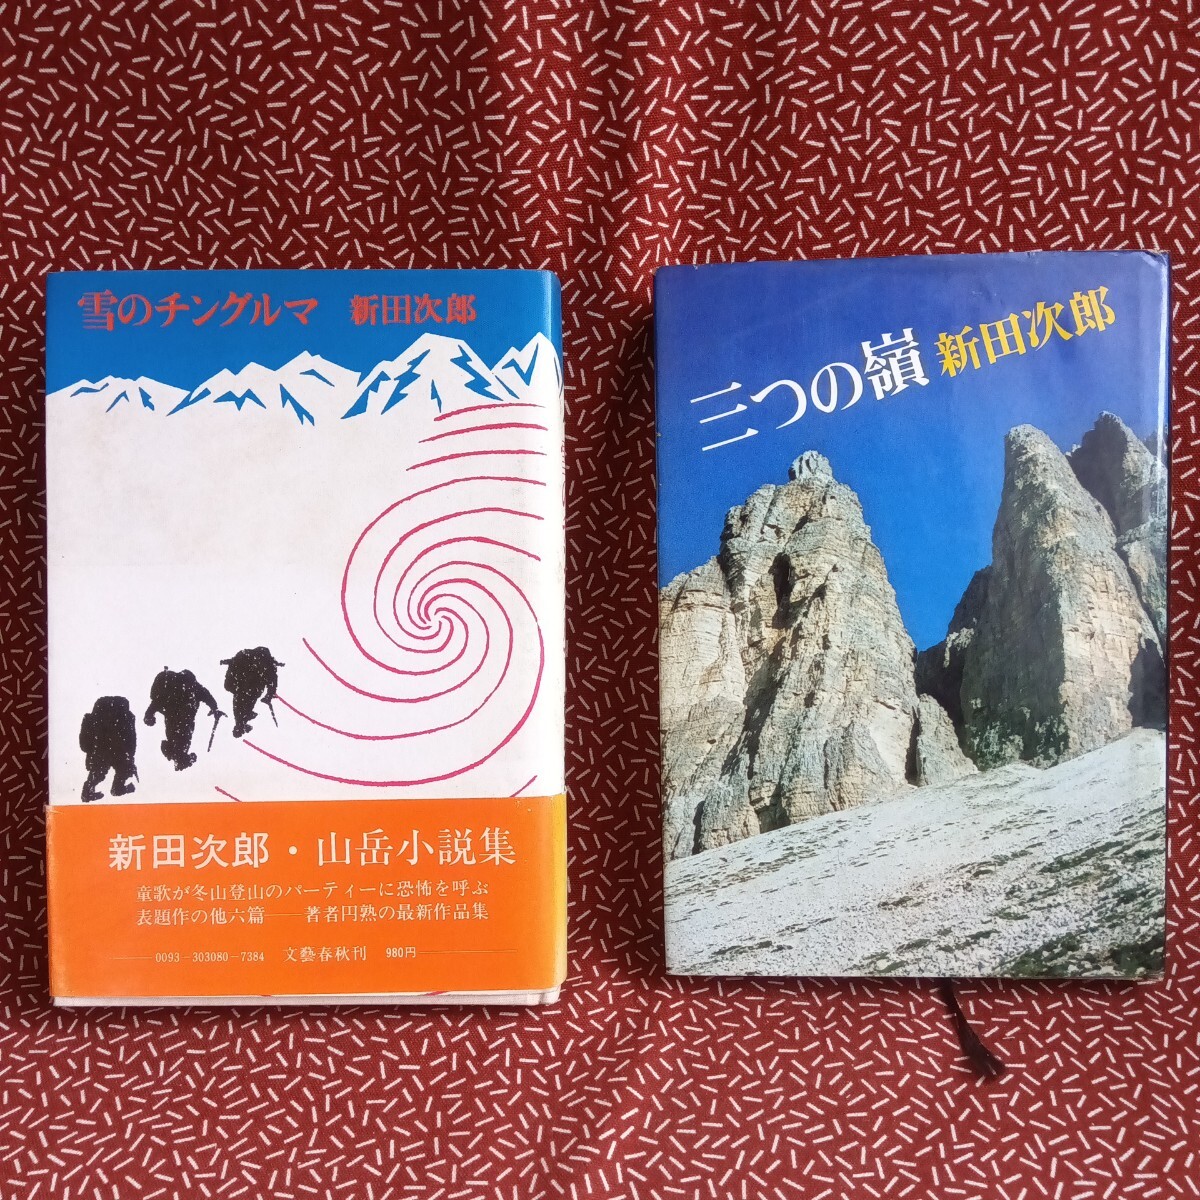 雪のチングルマ 新田次郎
新田次郎・山岳小説集
童歌が冬山登山のパーティーに恐怖を呼ぶ
表題作の他六篇——著者円熟の最新作品集
0093-303080-7384 文藝春秋刊 980円
三つの嶺 新田次郎